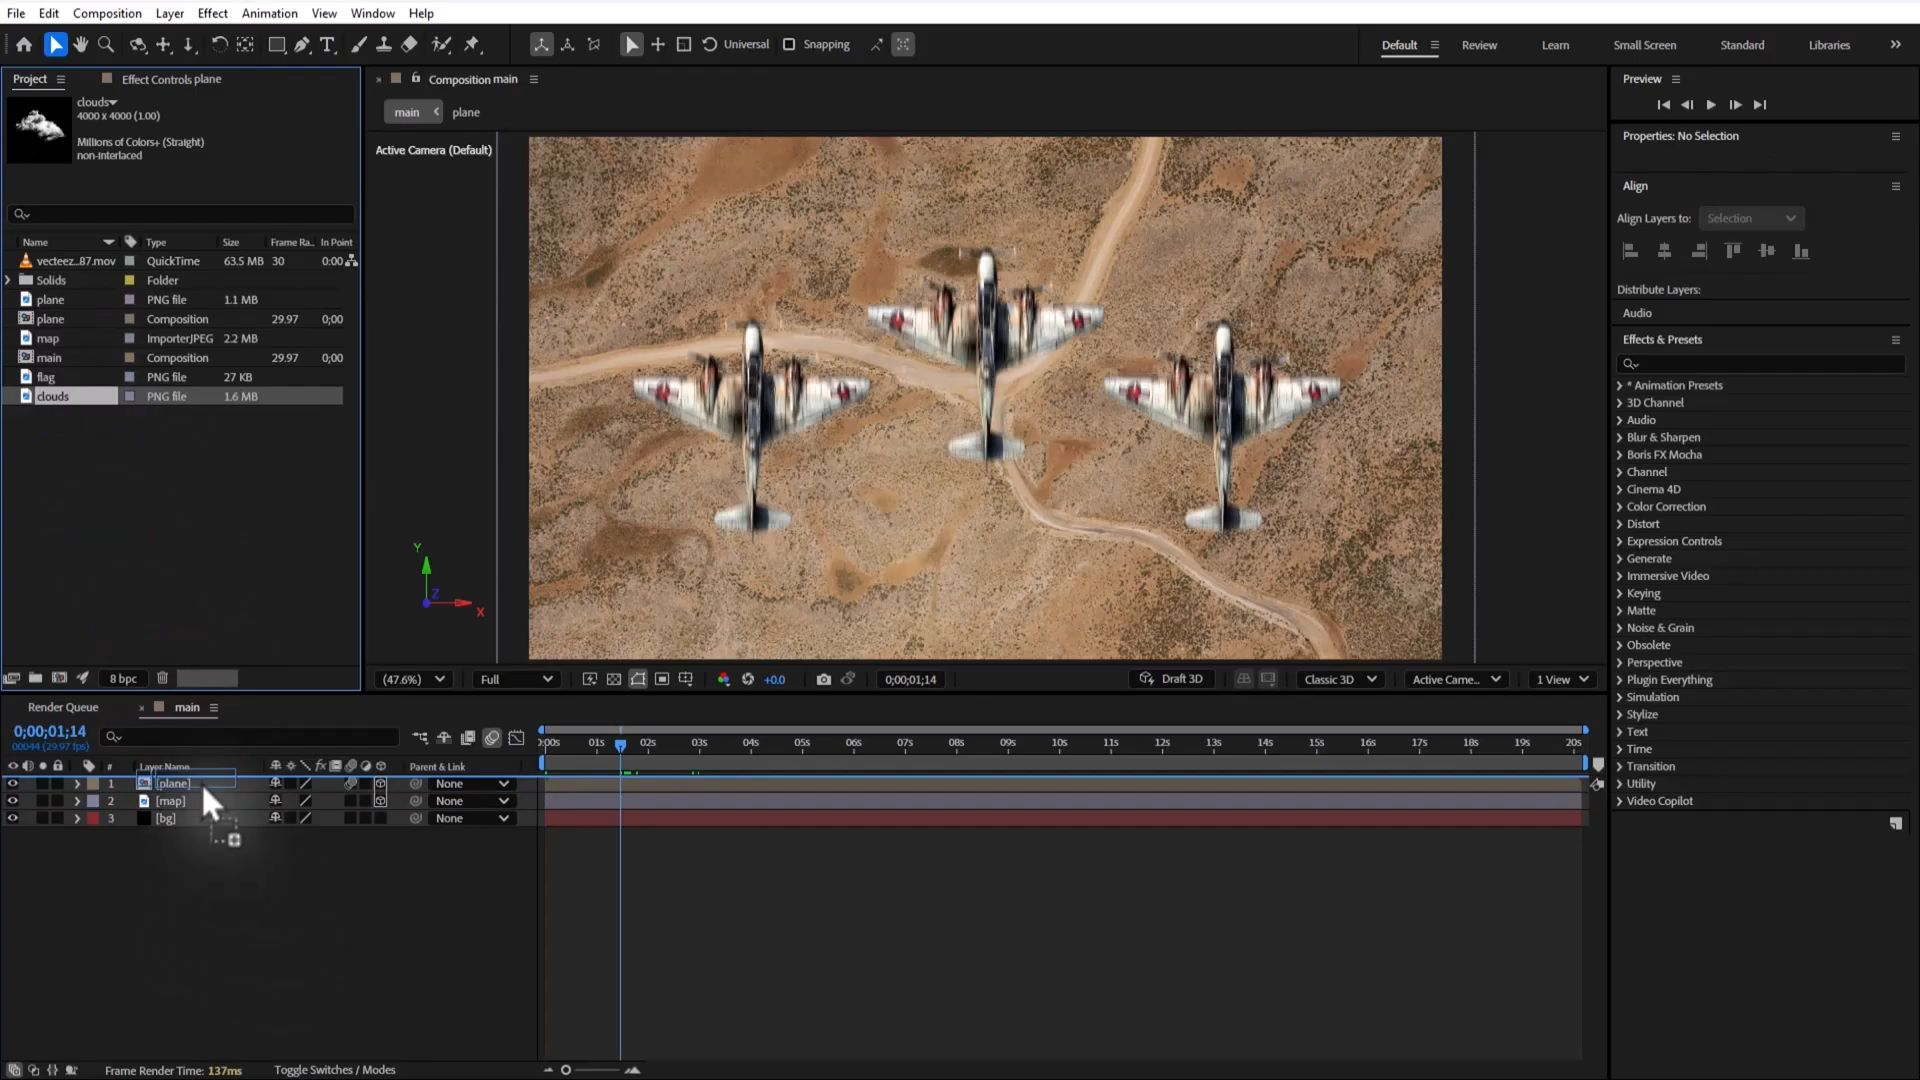 File Edit Composition Layer Effect Animation View Window Help
Universal Snapping Default Review Learn Small Screen Standard Libraries
Project Effect Controls plane
clouds
4000 x 4000 (1.00)
Millions of Colors+ (Straight)
non-interlaced
Name Type Size Frame Ra.. In Point
vecteez...87.mov QuickTime 63.5 MB 30 0:00
Solids Folder
plane PNG file 1.1 MB
plane Composition 29.97 0;00
map ImporterJPEG 2.2 MB
main Composition 29.97 0;00
flag PNG file 27 KB
clouds PNG file 1.6 MB
8 bpc
Composition main
main plane
Active Camera (Default)
Y
Z
X
(47.6%) Full +0.0 0;00;01;14 Draft 3D Classic 3D Active Came... 1 View
Preview
Properties: No Selection
Align
Align Layers to: Selection
Distribute Layers:
Audio
Effects & Presets
* Animation Presets
3D Channel
Audio
Blur & Sharpen
Boris FX Mocha
Channel
Cinema 4D
Color Correction
Distort
Expression Controls
Generate
Immersive Video
Keying
Matte
Noise & Grain
Obsolete
Perspective
Plugin Everything
Simulation
Stylize
Text
Time
Transition
Utility
Video Copilot
Render Queue main
0;00;01;14
00044 (29.97 fps)
:00s 01s 02s 03s 04s 05s 06s 07s 08s 09s 10s 11s 12s 13s 14s 15s 16s 17s 18s 19s 20s
# Layer Name fx Parent & Link
1 [plane] None
2 [map] None
3 [bg] None
Frame Render Time: 137ms Toggle Switches / Modes